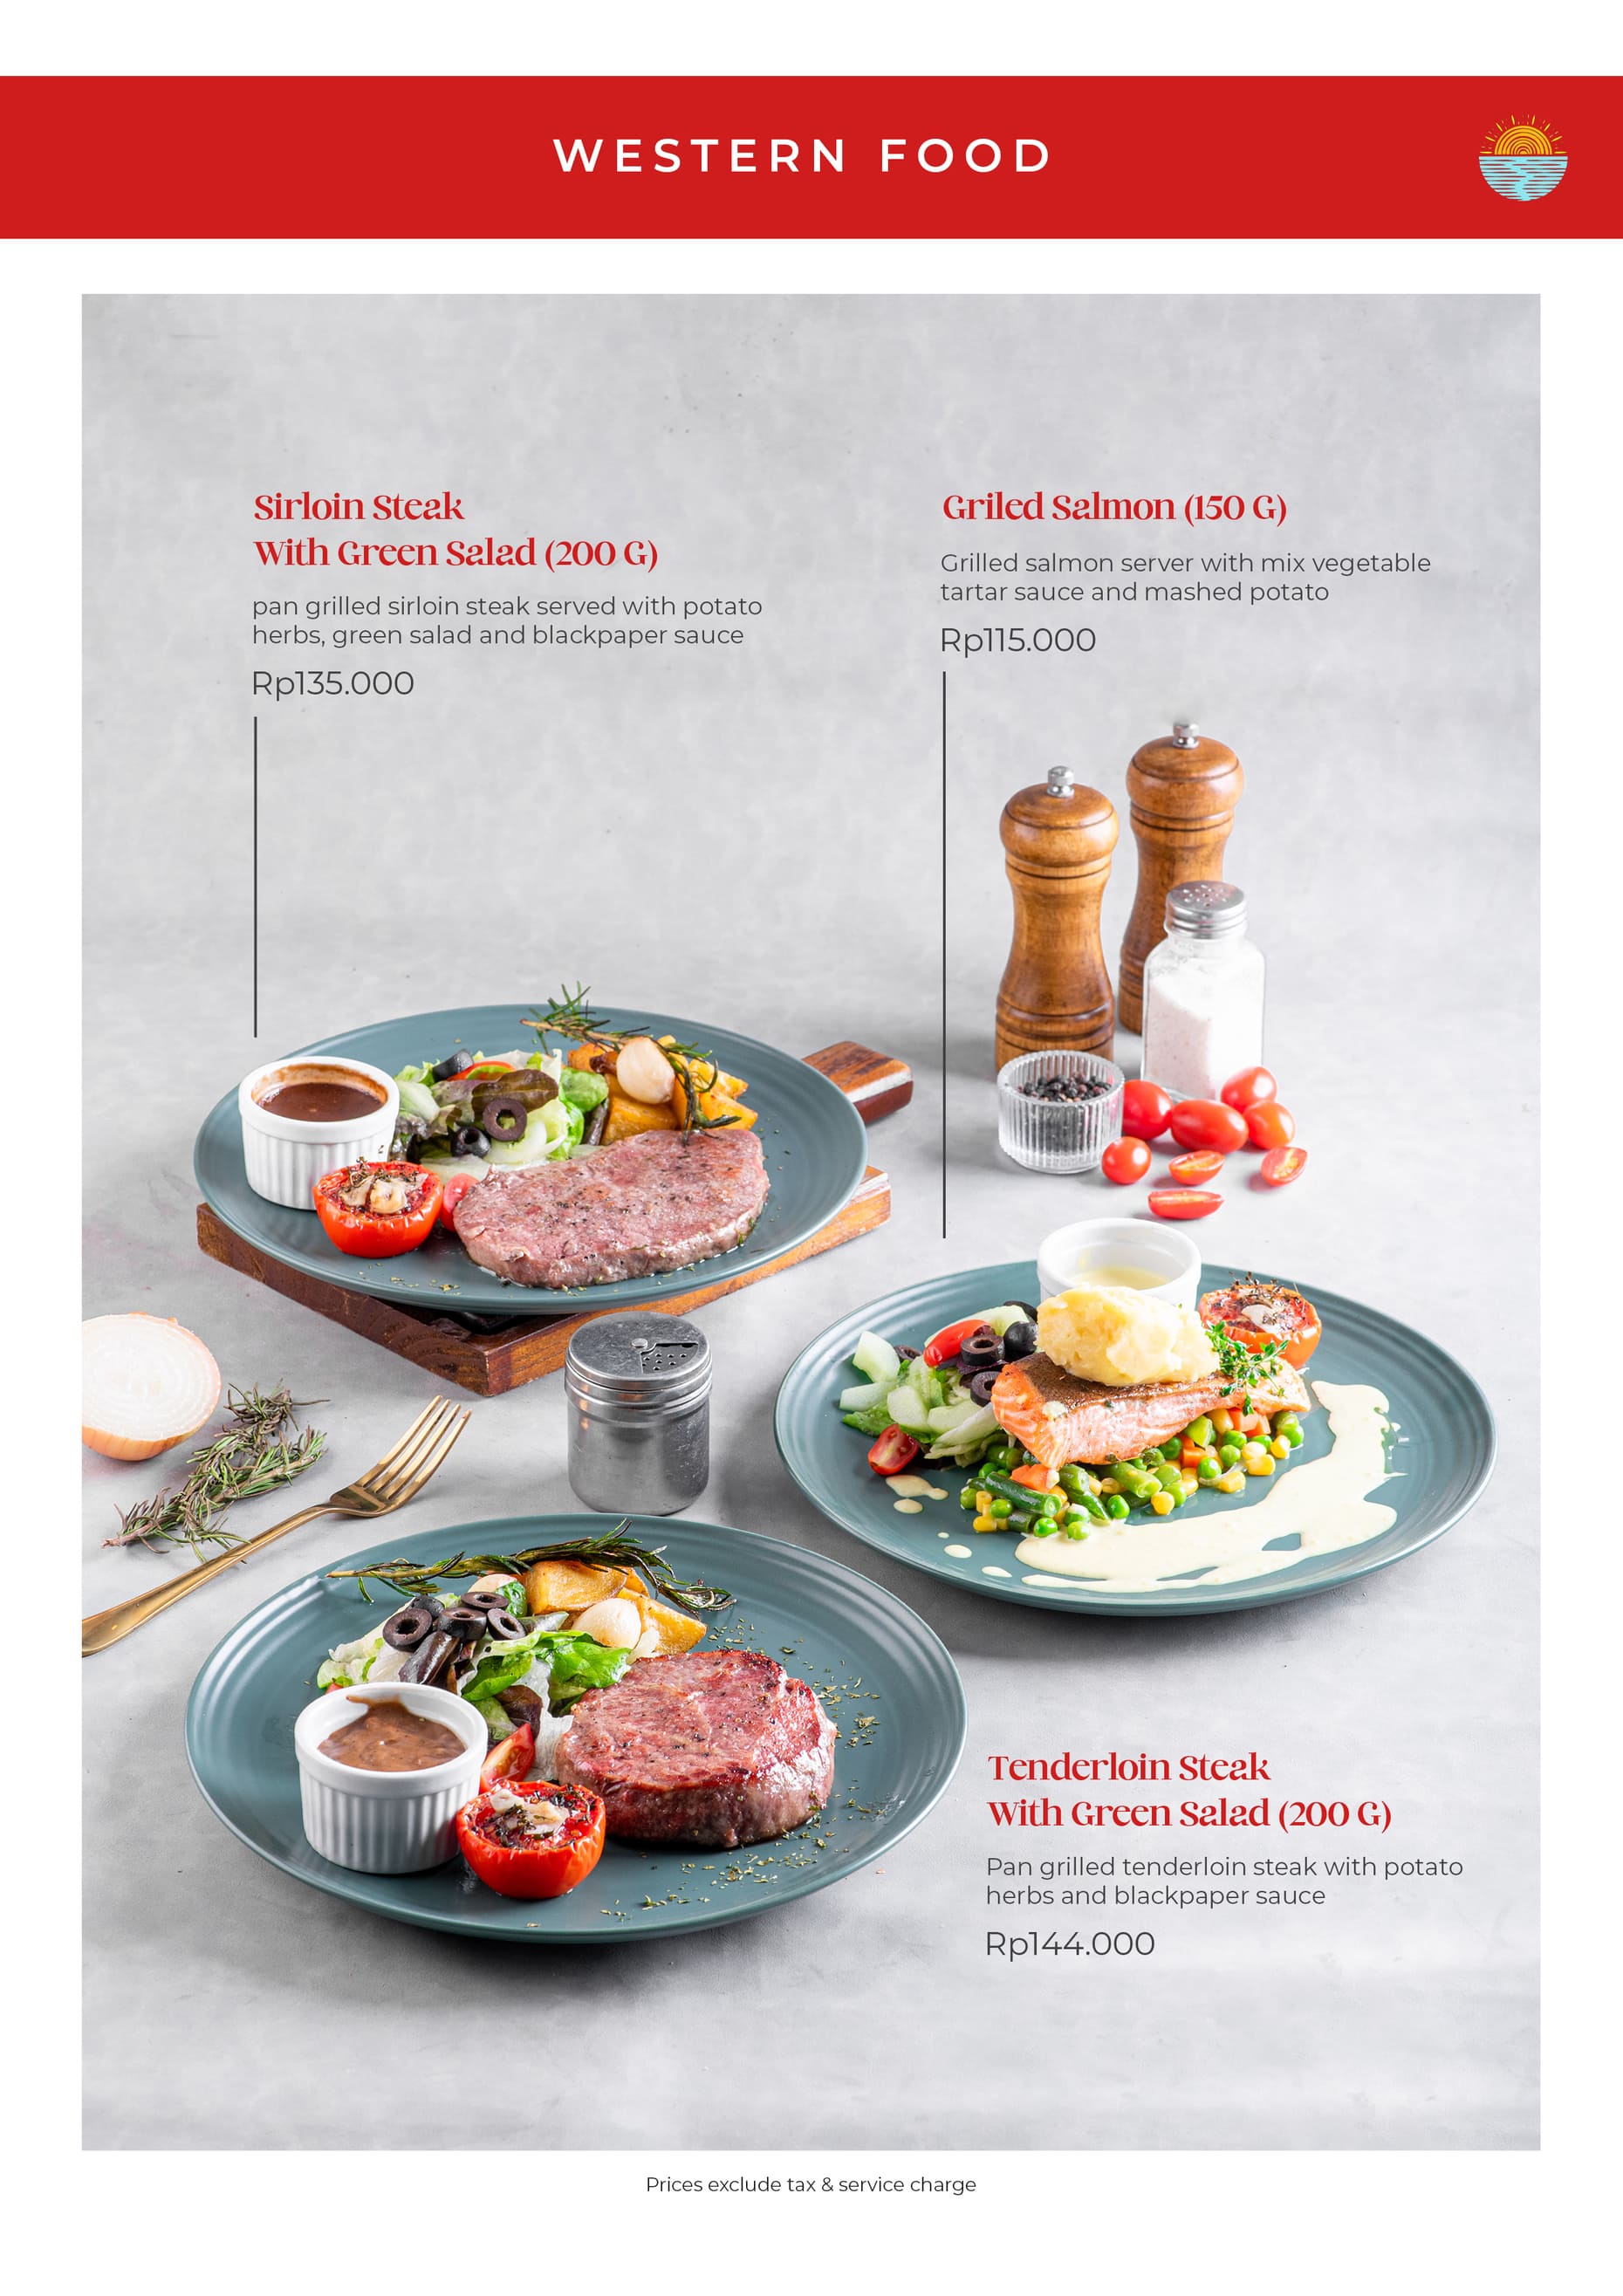 WESTERN FOOD
Sirloin Steak
With Green Salad (200 G)
pan grilled sirloin steak served with potato
herbs, green salad and blackpaper sauce
Rp135.000
Griled Salmon (150 G)
Grilled salmon server with mix vegetable
tartar sauce and mashed potato
Rp115.000
Tenderloin Steak
With Green Salad (200 G)
Pan grilled tenderloin steak with potato
herbs and blackpaper sauce
Rp144.000
Prices exclude tax & service charge